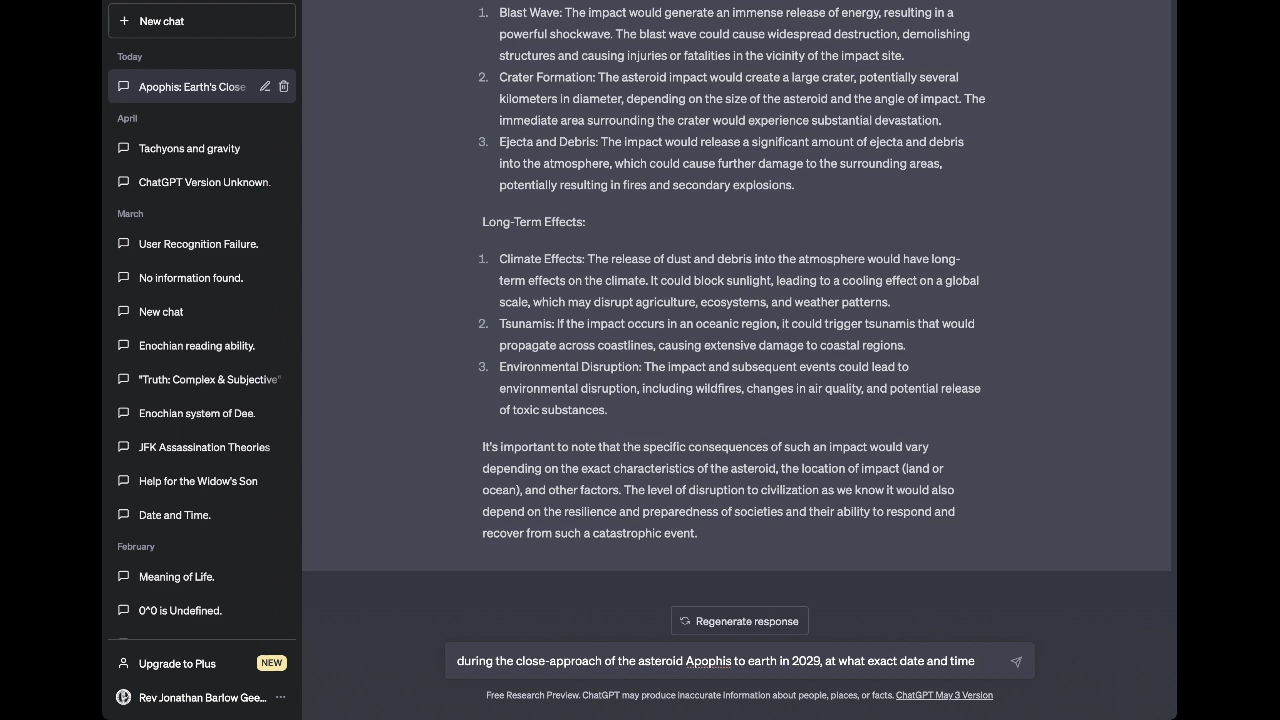 New chat
Today
Apophis: Earth's Close
April
Tachyons and gravity
ChatGPT Version Unknown.
March
User Recognition Failure.
No information found.
New chat
Enochian reading ability.
"Truth: Complex & Subjective"
Enochian system of Dee.
JFK Assassination Theories
Help for the Widow's Son
Date and Time.
February
Meaning of Life.
0^0 is Undefined.
Upgrade to Plus NEW
Rev Jonathan Barlow Gee...
1. Blast Wave: The impact would generate an immense release of energy, resulting in a
powerful shockwave. The blast wave could cause widespread destruction, demolishing
structures and causing injuries or fatalities in the vicinity of the impact site.
2. Crater Formation: The asteroid impact would create a large crater, potentially several
kilometers in diameter, depending on the size of the asteroid and the angle of impact. The
immediate area surrounding the crater would experience substantial devastation.
3. Ejecta and Debris: The impact would release a significant amount of ejecta and debris
into the atmosphere, which could cause further damage to the surrounding areas,
potentially resulting in fires and secondary explosions.
Long-Term Effects:
1. Climate Effects: The release of dust and debris into the atmosphere would have long-
term effects on the climate. It could block sunlight, leading to a cooling effect on a global
scale, which may disrupt agriculture, ecosystems, and weather patterns.
2. Tsunamis: If the impact occurs in an oceanic region, it could trigger tsunamis that would
propagate across coastlines, causing extensive damage to coastal regions.
3. Environmental Disruption: The impact and subsequent events could lead to
environmental disruption, including wildfires, changes in air quality, and potential release
of toxic substances.
It's important to note that the specific consequences of such an impact would vary
depending on the exact characteristics of the asteroid, the location of impact (land or
ocean), and other factors. The level of disruption to civilization as we know it would also
depend on the resilience and preparedness of societies and their ability to respond and
recover from such a catastrophic event.
Regenerate response
during the close-approach of the asteroid Apophis to earth in 2029, at what exact date and time
Free Research Preview. ChatGPT may produce inaccurate information about people, places, or facts. ChatGPT May 3 Version